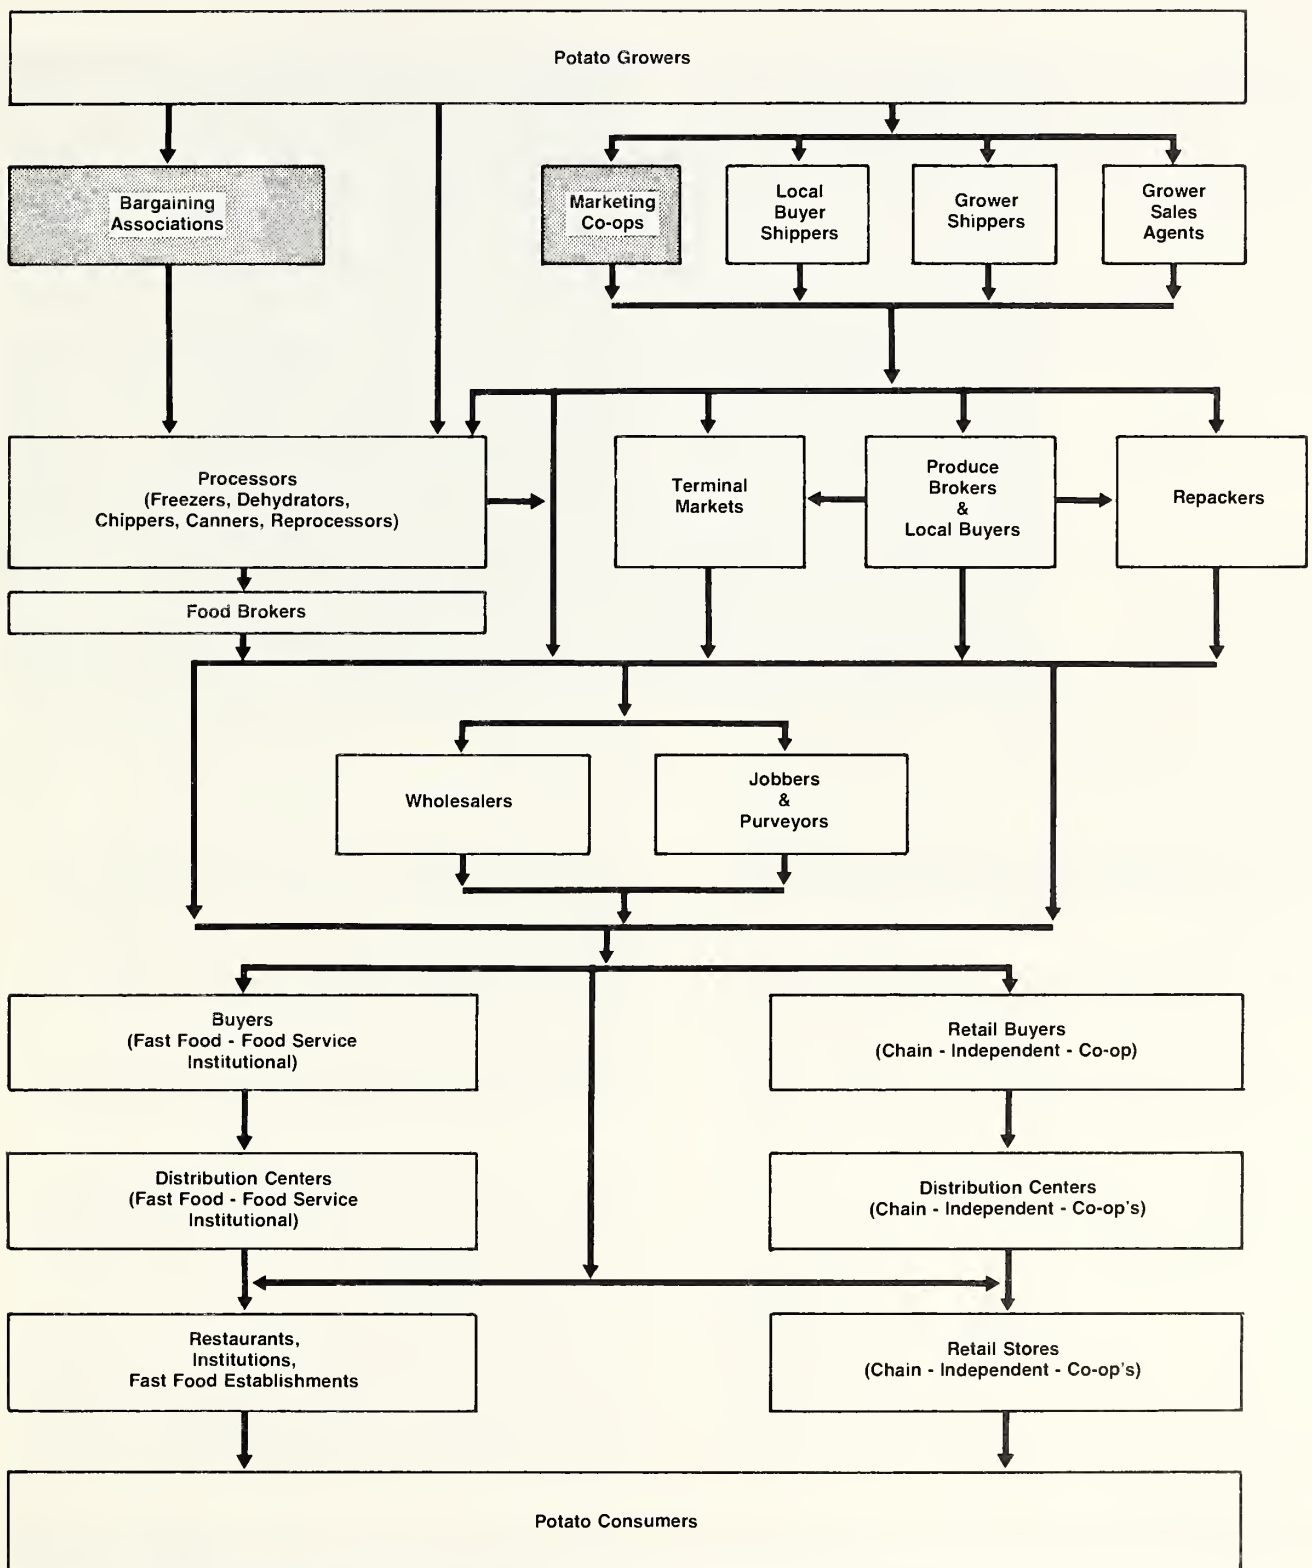 Potato Growers
Bargaining
Associations
Marketing
Co-ops
Local
Buyer
Shippers
Grower
Shippers
Grower
Sales
Agents
Processors
(Freezers, Dehydrators,
Chippers, Canners, Reprocessors)
Terminal
Markets
Produce
Brokers
&
Local Buyers
Repackers
Food Brokers
Wholesalers
Jobbers
&
Purveyors
Buyers
(Fast Food - Food Service
Institutional)
Retail Buyers
(Chain - Independent - Co-op)
Distribution Centers
(Fast Food - Food Service
Institutional)
Distribution Centers
(Chain - Independent - Co-op's)
Restaurants,
Institutions,
Fast Food Establishments
Retail Stores
(Chain - Independent - Co-op's)
Potato Consumers